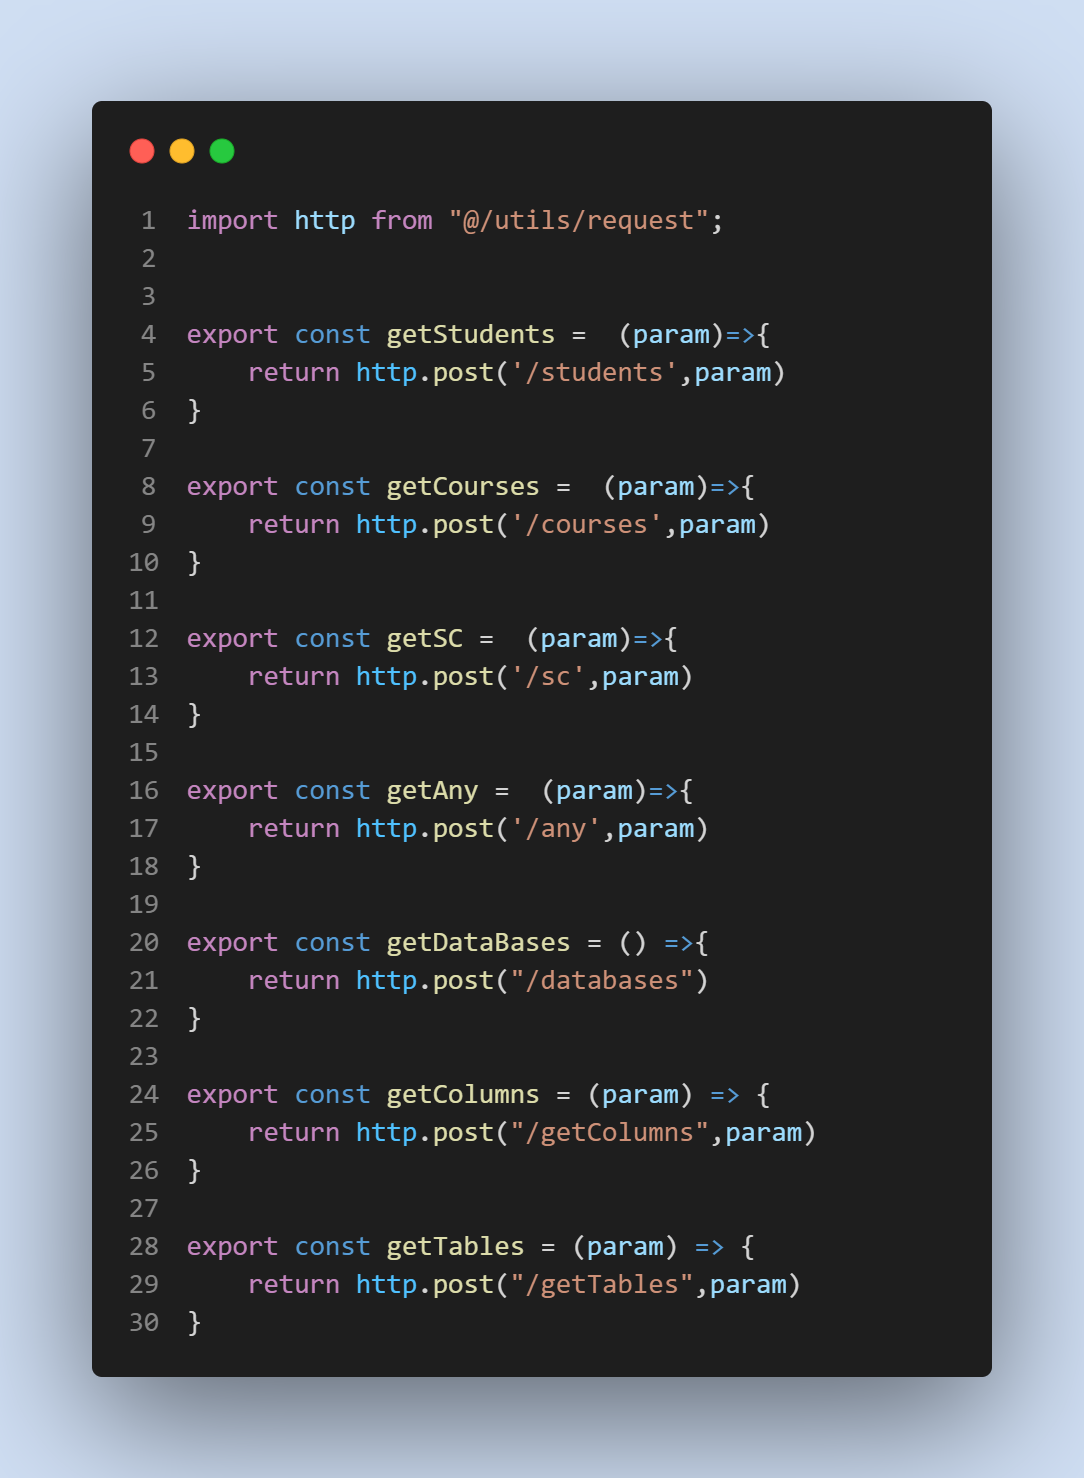 1 import http from "@/utils/request";
2
3
4 export const getStudents =  (param)=>{
5     return http.post('/students',param)
6 }
7
8 export const getCourses =  (param)=>{
9     return http.post('/courses',param)
10 }
11
12 export const getSC =  (param)=>{
13     return http.post('/sc',param)
14 }
15
16 export const getAny =  (param)=>{
17     return http.post('/any',param)
18 }
19
20 export const getDataBases = () =>{
21     return http.post("/databases")
22 }
23
24 export const getColumns = (param) => {
25     return http.post("/getColumns",param)
26 }
27
28 export const getTables = (param) => {
29     return http.post("/getTables",param)
30 }